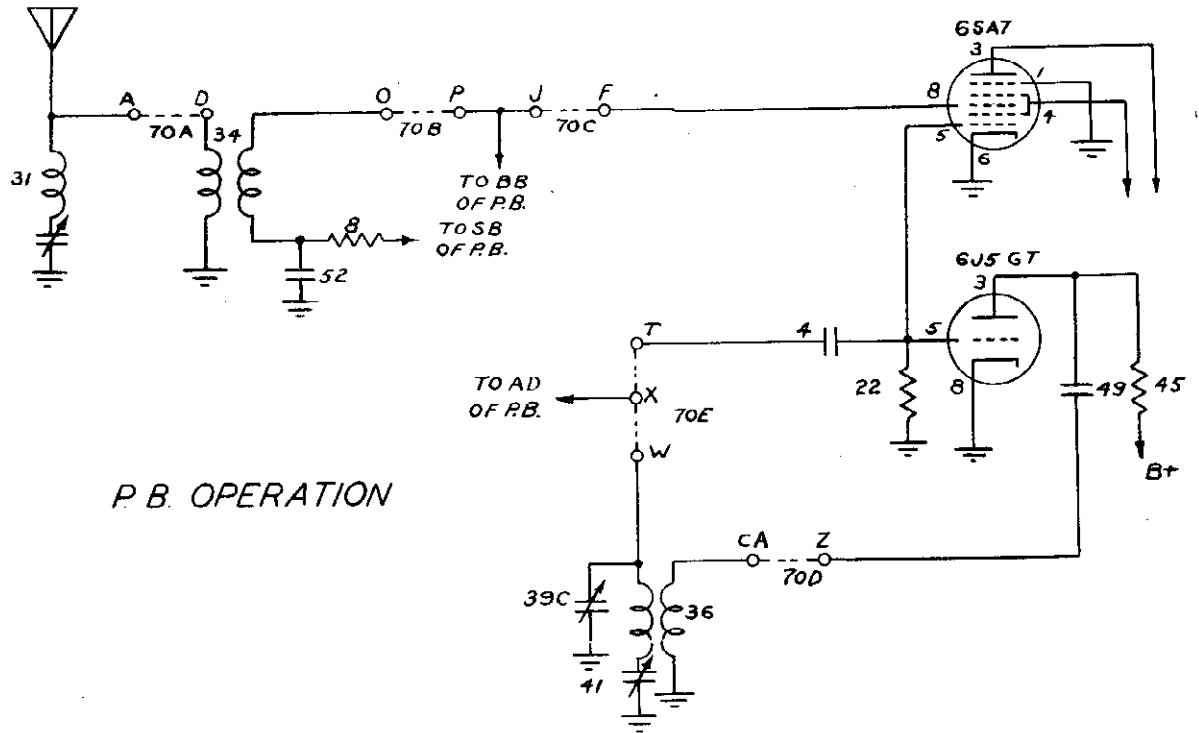 6SA7
3
1
8
5
4
6
A
D
O
P
J
F
70A
34
70B
70C
31
TO BB
OF P.B.
8
TO SB
OF P.B.
52
6J5 GT
3
5
8
T
4
22
49
45
TO AD
OF P.B.
X
70E
W
B+
P. B. OPERATION
CA
Z
70D
39C
36
41